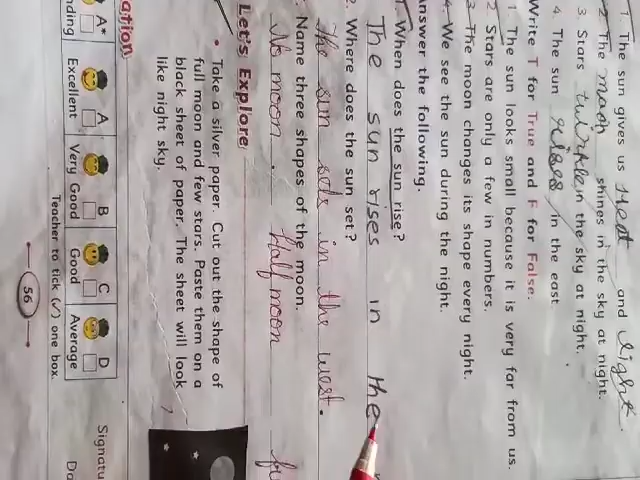 1. The sun gives us Heat and light.
2. The moon shines in the sky at night.
3. Stars twinkle in the sky at night.
4. The sun rises in the east
Write T for True and F for False.
1. The sun looks small because it is very far from us.
2. Stars are only a few in numbers.
3. The moon changes its shape every night.
4. We see the sun during the night.
Answer the following.
1. When does the sun rise?
The sun rises in the
2. Where does the sun set?
The sun sets in the west.
Name three shapes of the moon.
moon. Half moon
Let's Explore
• Take a silver paper. Cut out the shape of
full moon and few stars. Paste them on a
black sheet of paper. The sheet will look
like night sky.
ation
A* A B C D
nding Excellent Very Good Good Average
Teacher to tick (✓) one box.
Signatu
Da
56